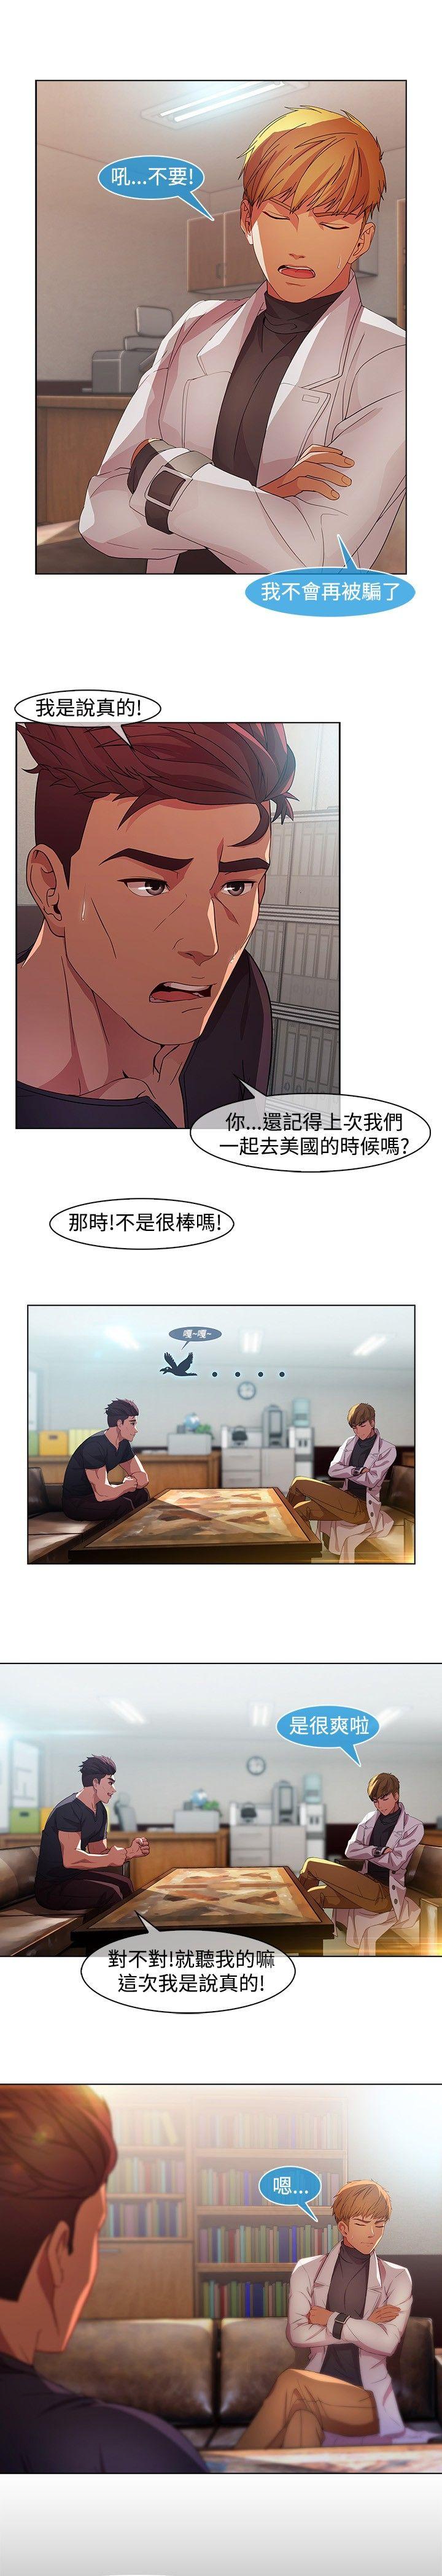 吼...不要!
我不會再被騙了
我是說真的!
你...還記得上次我們
一起去美國的時候嗎?
那時!不是很棒嗎!
嘎~嘎~
是很爽啦
對不對!就聽我的嘛
這次我是說真的!
嗯...